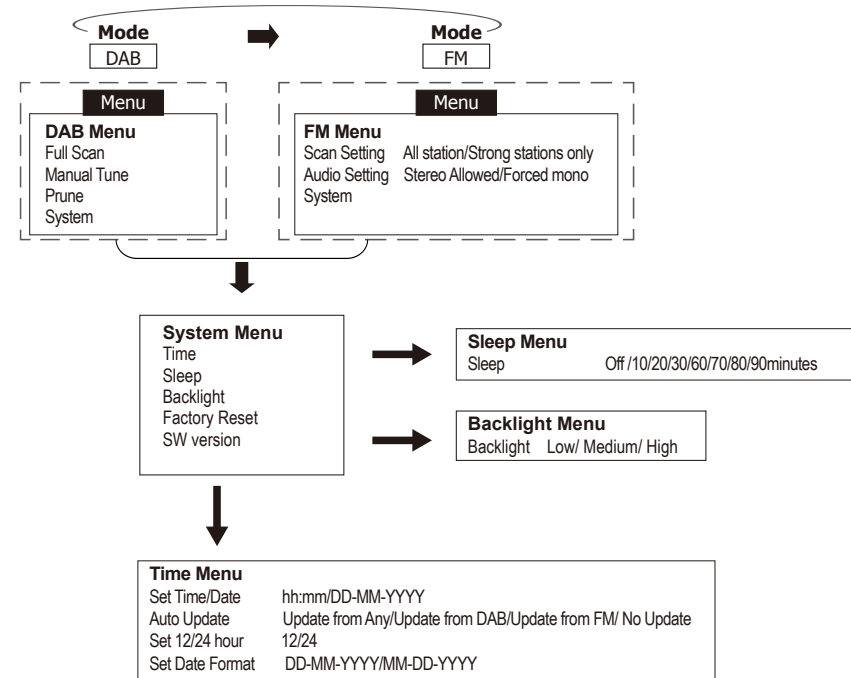 Mode
DAB
Mode
FM
Menu
DAB Menu
Full Scan
Manual Tune
Prune
System
Menu
FM Menu
Scan Setting All station/Strong stations only
Audio Setting Stereo Allowed/Forced mono
System
System Menu
Time
Sleep
Backlight
Factory Reset
SW version
Sleep Menu
Sleep Off /10/20/30/60/70/80/90minutes
Backlight Menu
Backlight Low/ Medium/ High
Time Menu
Set Time/Date hh:mm/DD-MM-YYYY
Auto Update Update from Any/Update from DAB/Update from FM/ No Update
Set 12/24 hour 12/24
Set Date Format DD-MM-YYYY/MM-DD-YYYY